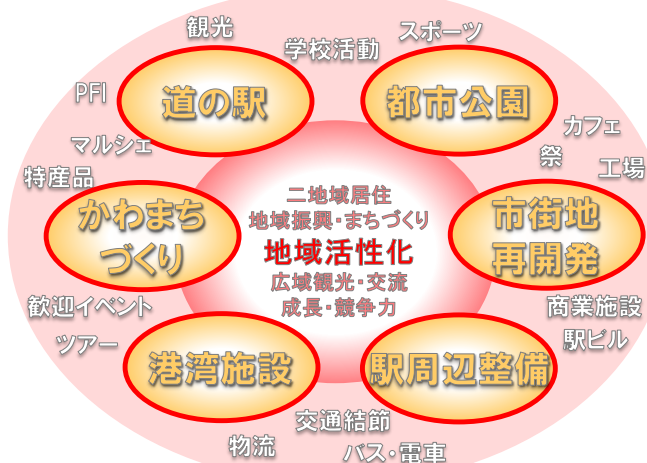 観光
学校活動
スポーツ
PFI
道の駅
都市公園
マルシェ
カフェ
祭
工場
特産品
かわまち
づくり
二地域居住
地域振興・まちづくり
地域活性化
広域観光・交流
成長・競争力
市街地
再開発
歓迎イベント
ツアー
商業施設
駅ビル
港湾施設
駅周辺整備
交通結節
物流
バス・電車